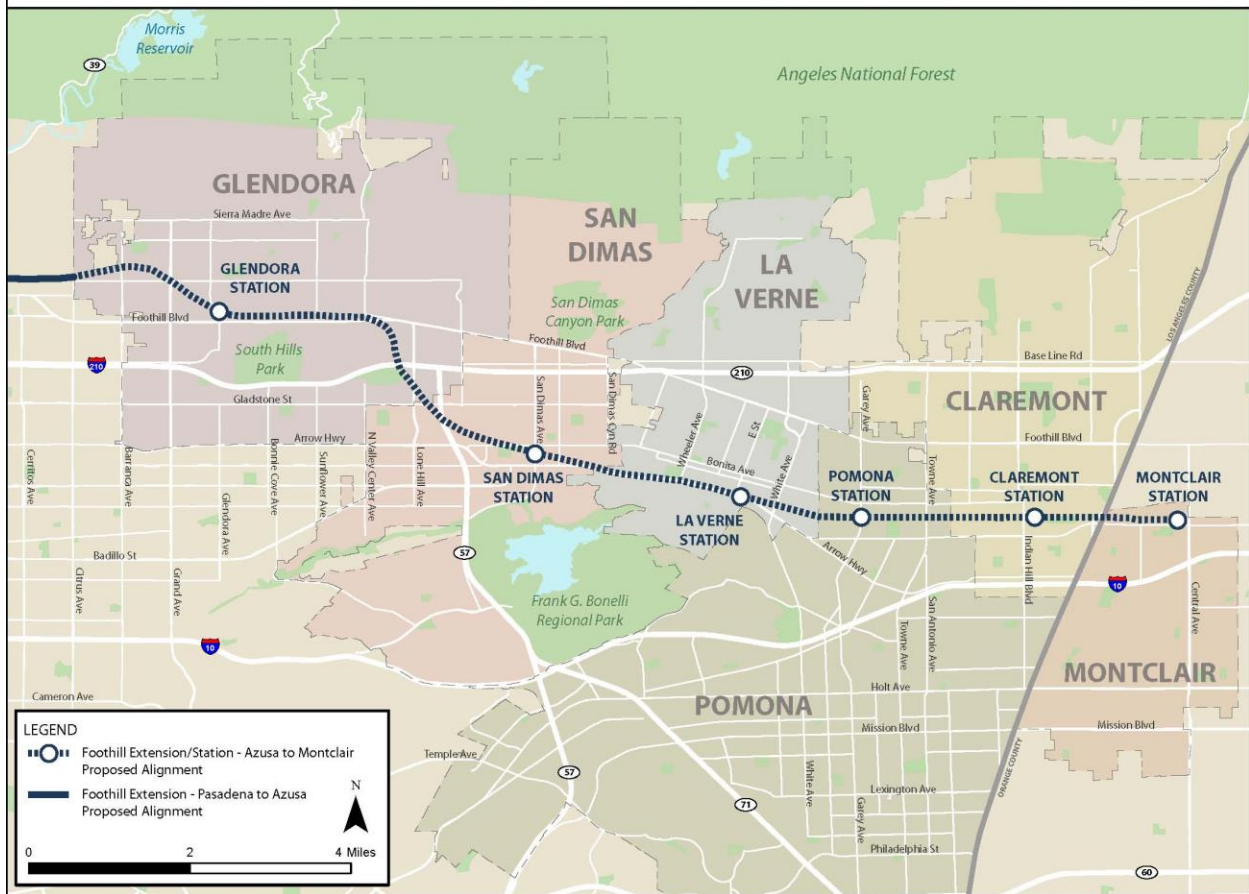 Morris
Reservoir
39
Angeles National Forest
GLENDORA
SAN
DIMAS
LA
VERNE
Sierra Madre Ave
GLENDORA
STATION
San Dimas
Canyon Park
Foothill Blvd
Foothill Blvd
South Hills
Park
210
210
Base Line Rd
LOS ANGELES COUNTY
Gladstone St
San Dimas Ave
San Dimas Cyn Rd
Wheeler Ave
E St
White Ave
Garey Ave
CLAREMONT
Arrow Hwy
Foothill Blvd
Cerritos Ave
Barranca Ave
Bonnie Cove Ave
Sunflower Ave
N Valley Center Ave
Lone Hill Ave
Glendora Ave
Bonita Ave
Towne Ave
SAN DIMAS
STATION
LA VERNE
STATION
POMONA
STATION
CLAREMONT
STATION
MONTCLAIR
STATION
Badillo St
Citrus Ave
Grand Ave
57
Arrow Hwy
Indian Hill Blvd
10
Frank G. Bonelli
Regional Park
10
Towne Ave
San Antonio Ave
Central Ave
Cameron Ave
POMONA
Holt Ave
MONTCLAIR
Mission Blvd
Mission Blvd
Temple Ave
57
71
White Ave
Garey Ave
Lexington Ave
Philadelphia St
ORANGE COUNTY
60
LEGEND
Foothill Extension/Station - Azusa to Montclair
Proposed Alignment
Foothill Extension - Pasadena to Azusa
Proposed Alignment
N
0 2 4 Miles